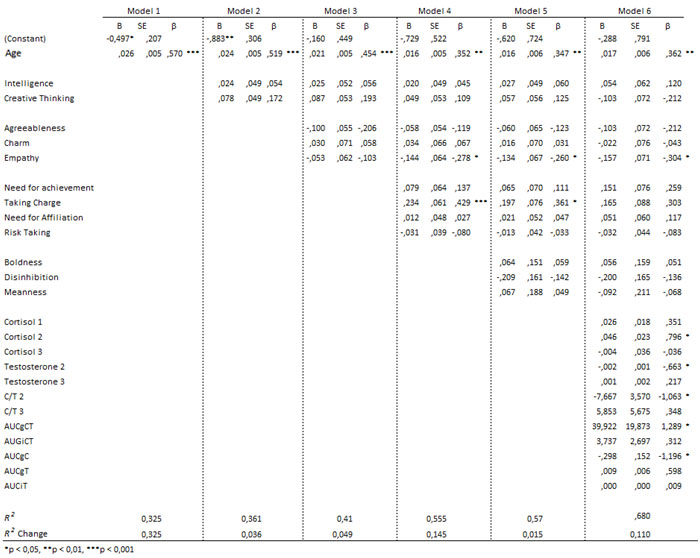 Model 1 Model 2 Model 3 Model 4 Model 5 Model 6
B SE β B SE β B SE β B SE β B SE β B SE β
(Constant) -0,497* ,207 -,883** ,306 -,160 ,449 -,729 ,522 -,620 ,724 -,288 ,791
Age ,026 ,005 ,570 *** ,024 ,005 ,519 *** ,021 ,005 ,454 *** ,016 ,005 ,352 ** ,016 ,006 ,347 ** ,017 ,006 ,362 **
Intelligence ,024 ,049 ,054 ,025 ,052 ,056 ,020 ,049 ,045 ,027 ,049 ,060 ,054 ,062 ,120
Creative Thinking ,078 ,049 ,172 ,087 ,053 ,193 ,049 ,053 ,109 ,057 ,056 ,125 -,103 ,072 -,212
Agreeableness -,100 ,055 -,206 -,058 ,054 -,119 -,060 ,065 -,123 -,103 ,072 -,212
Charm ,030 ,071 ,058 ,034 ,066 ,067 ,016 ,070 ,031 -,022 ,076 -,043
Empathy -,053 ,062 -,103 -,144 ,064 -,278 * -,134 ,067 -,260 * -,157 ,071 -,304 *
Need for achievement ,079 ,064 ,137 ,065 ,070 ,111 ,151 ,076 ,259
Taking Charge ,234 ,061 ,429 *** ,197 ,076 ,361 * ,165 ,088 ,303
Need for Affiliation ,012 ,048 ,027 ,021 ,052 ,047 ,051 ,060 ,117
Risk Taking -,031 ,039 -,080 -,013 ,042 -,033 -,032 ,044 -,083
Boldness ,064 ,151 ,059 ,056 ,159 ,051
Disinhibition -,209 ,161 -,142 -,200 ,165 -,136
Meanness ,067 ,188 ,049 -,092 ,211 -,068
Cortisol 1 ,026 ,018 ,351
Cortisol 2 ,046 ,023 ,796 *
Cortisol 3 -,004 ,036 -,036
Testosterone 2 -,002 ,001 -,663 *
Testosterone 3 ,001 ,002 ,217
C/T 2 -7,667 3,570 -1,063 *
C/T 3 5,853 5,675 ,348
AUCgCT 39,922 19,873 1,289 *
AUGiCT 3,737 2,697 ,312
AUCgC -,298 ,152 -1,196 *
AUCgT ,009 ,006 ,598
AUCiT ,000 ,000 ,009
R² 0,325 0,361 0,41 0,555 0,57 ,680
R² Change 0,325 0,036 0,049 0,145 0,015 0,110
*p < 0,05, **p < 0,01, ***p < 0,001